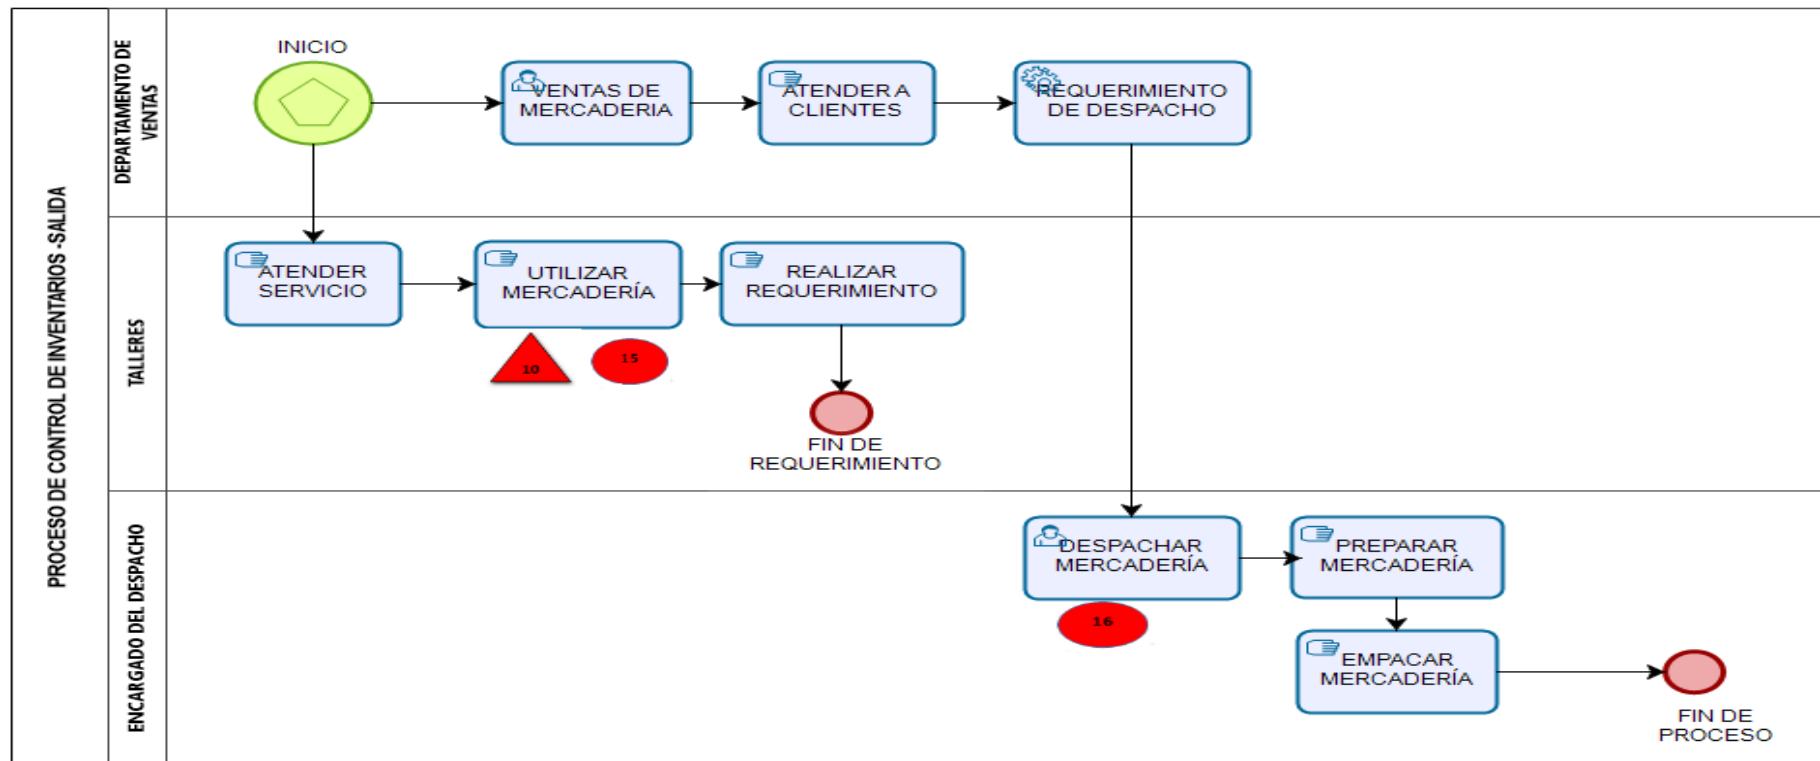 PROCESO DE CONTROL DE INVENTARIOS -SALIDA
DEPARTAMENTO DE
VENTAS
INICIO
VENTAS DE
MERCADERIA
ATENDER A
CLIENTES
REQUERIMIENTO
DE DESPACHO
TALLERES
ATENDER
SERVICIO
UTILIZAR
MERCADERÍA
REALIZAR
REQUERIMIENTO
10
15
FIN DE
REQUERIMIENTO
ENCARGADO DEL DESPACHO
DESPACHAR
MERCADERÍA
PREPARAR
MERCADERÍA
16
EMPACAR
MERCADERÍA
FIN DE
PROCESO